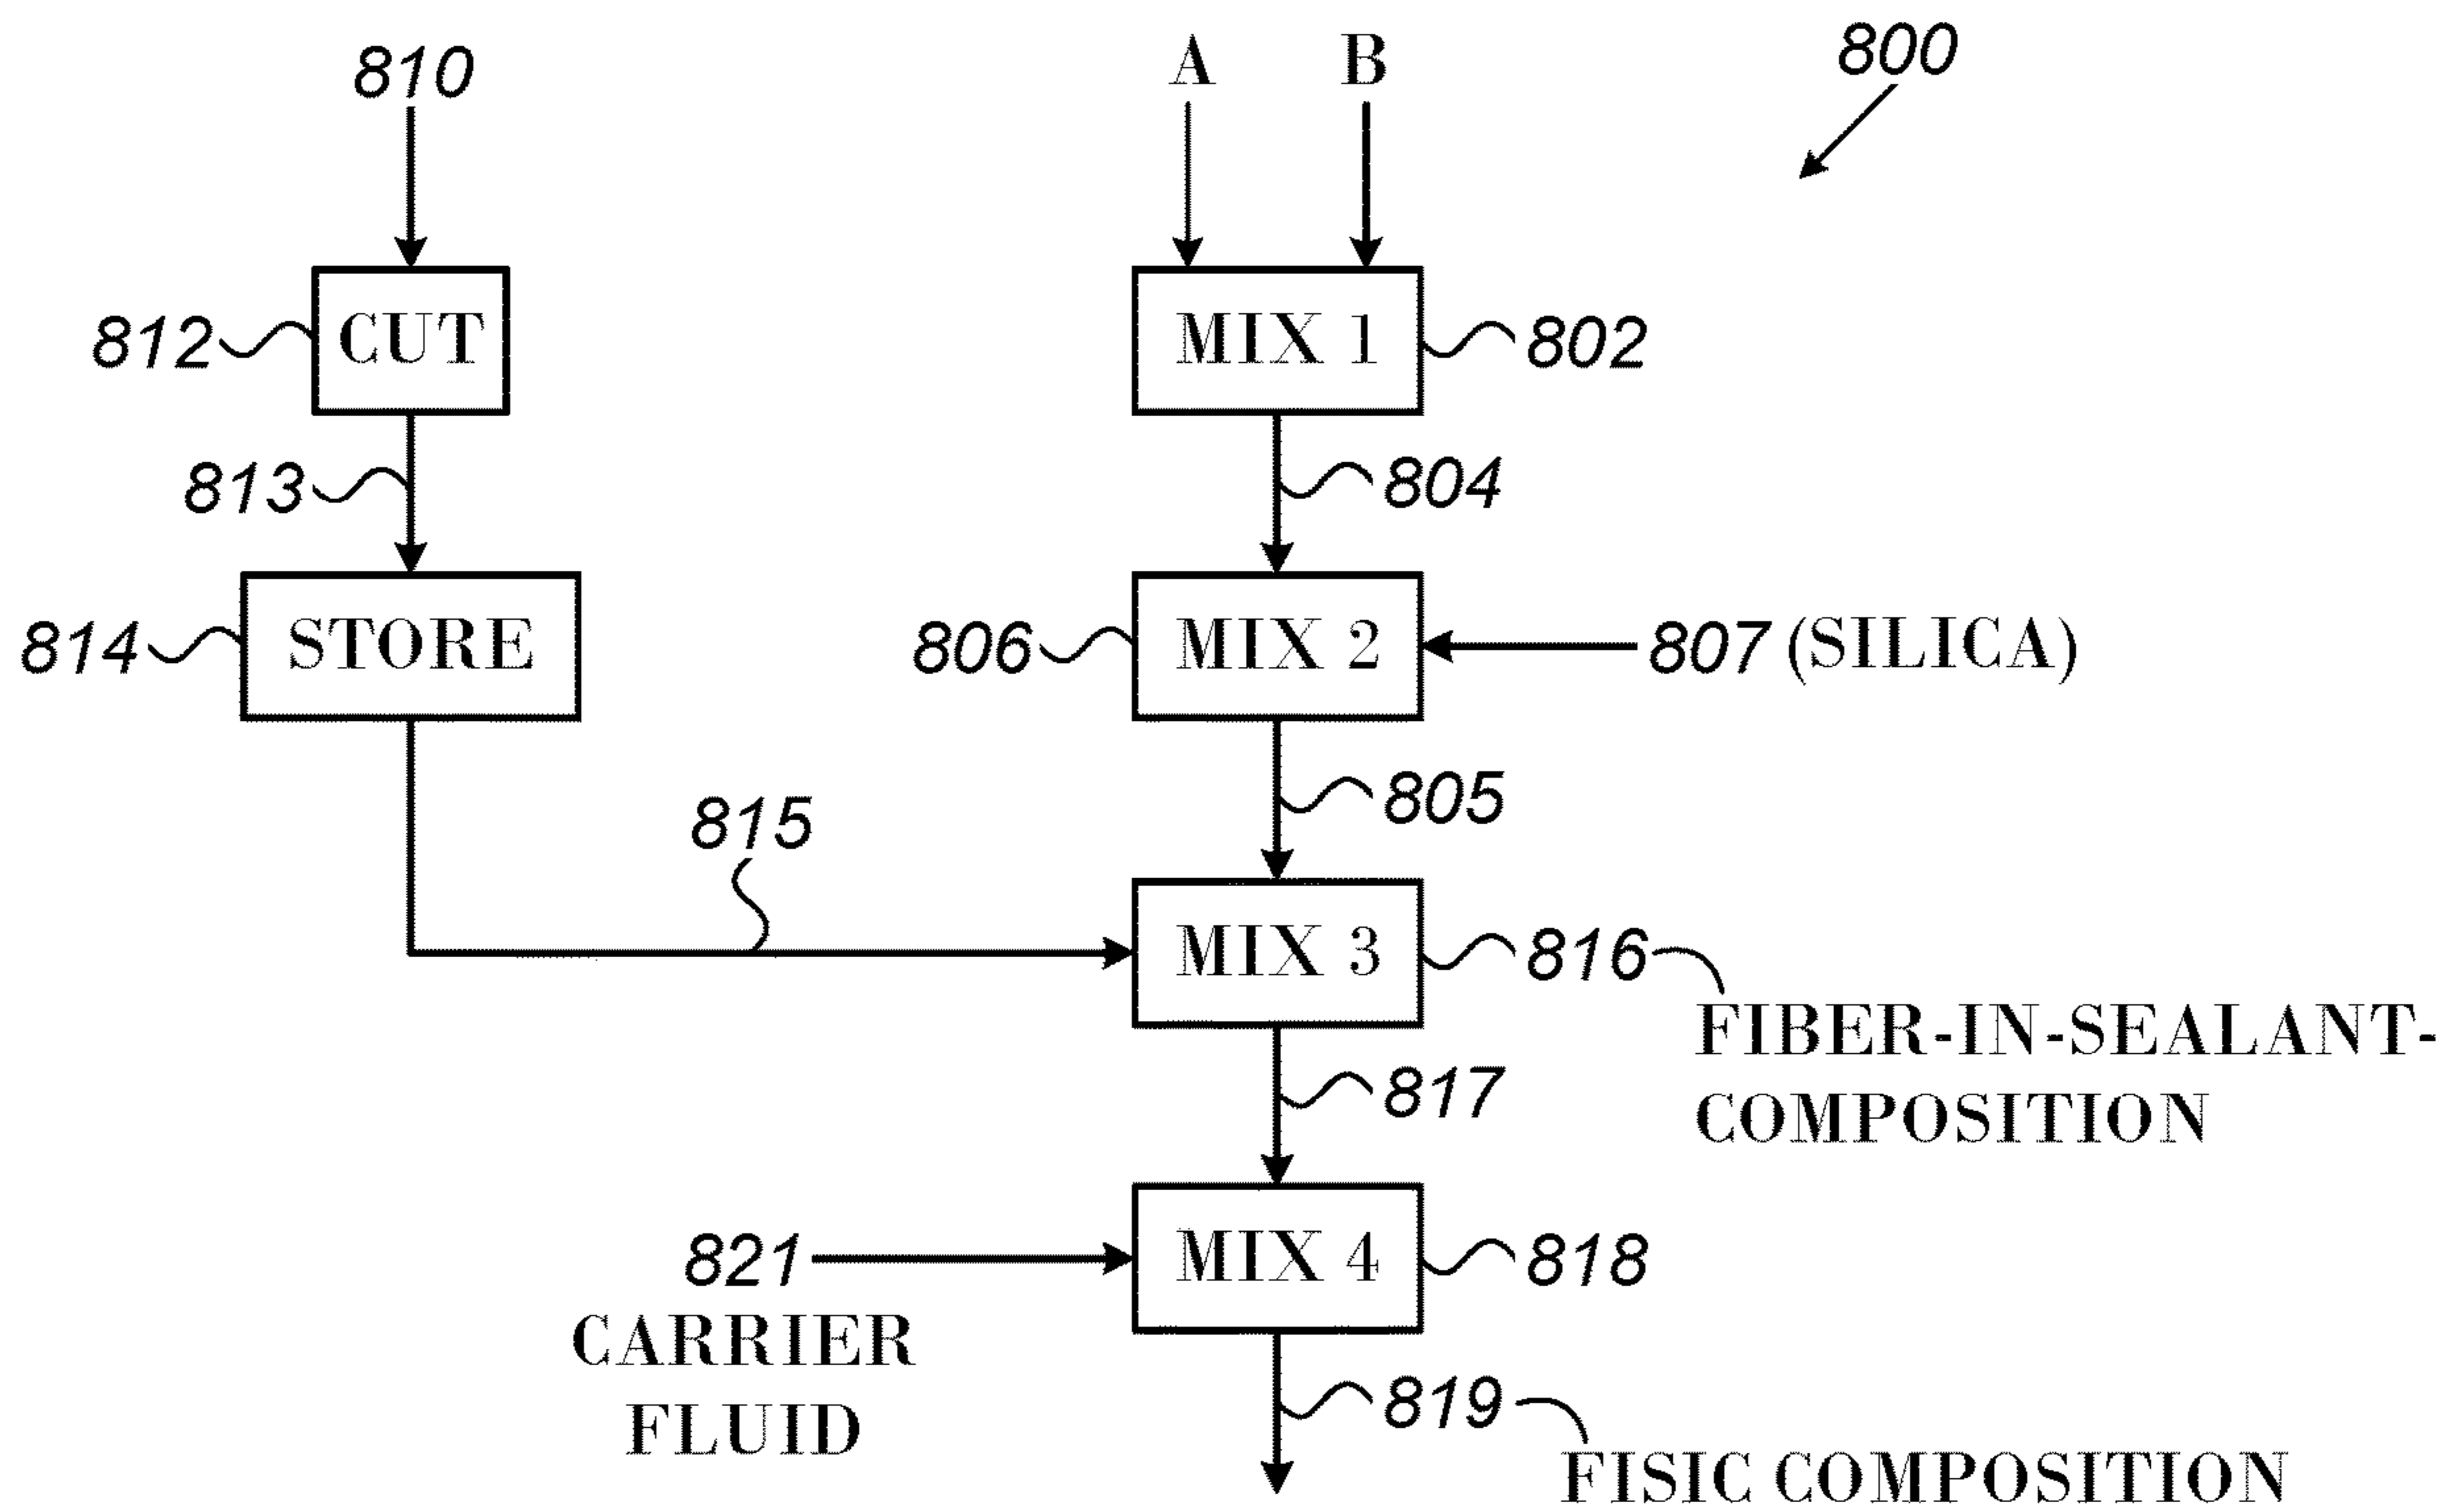 810
A
B
800
812
CUT
MIX 1
802
813
804
814
STORE
806
MIX 2
807 (SILICA)
815
805
MIX 3
816
FIBER-IN-SEALANT-
COMPOSITION
817
821
CARRIER
FLUID
MIX 4
818
819
FISIC COMPOSITION